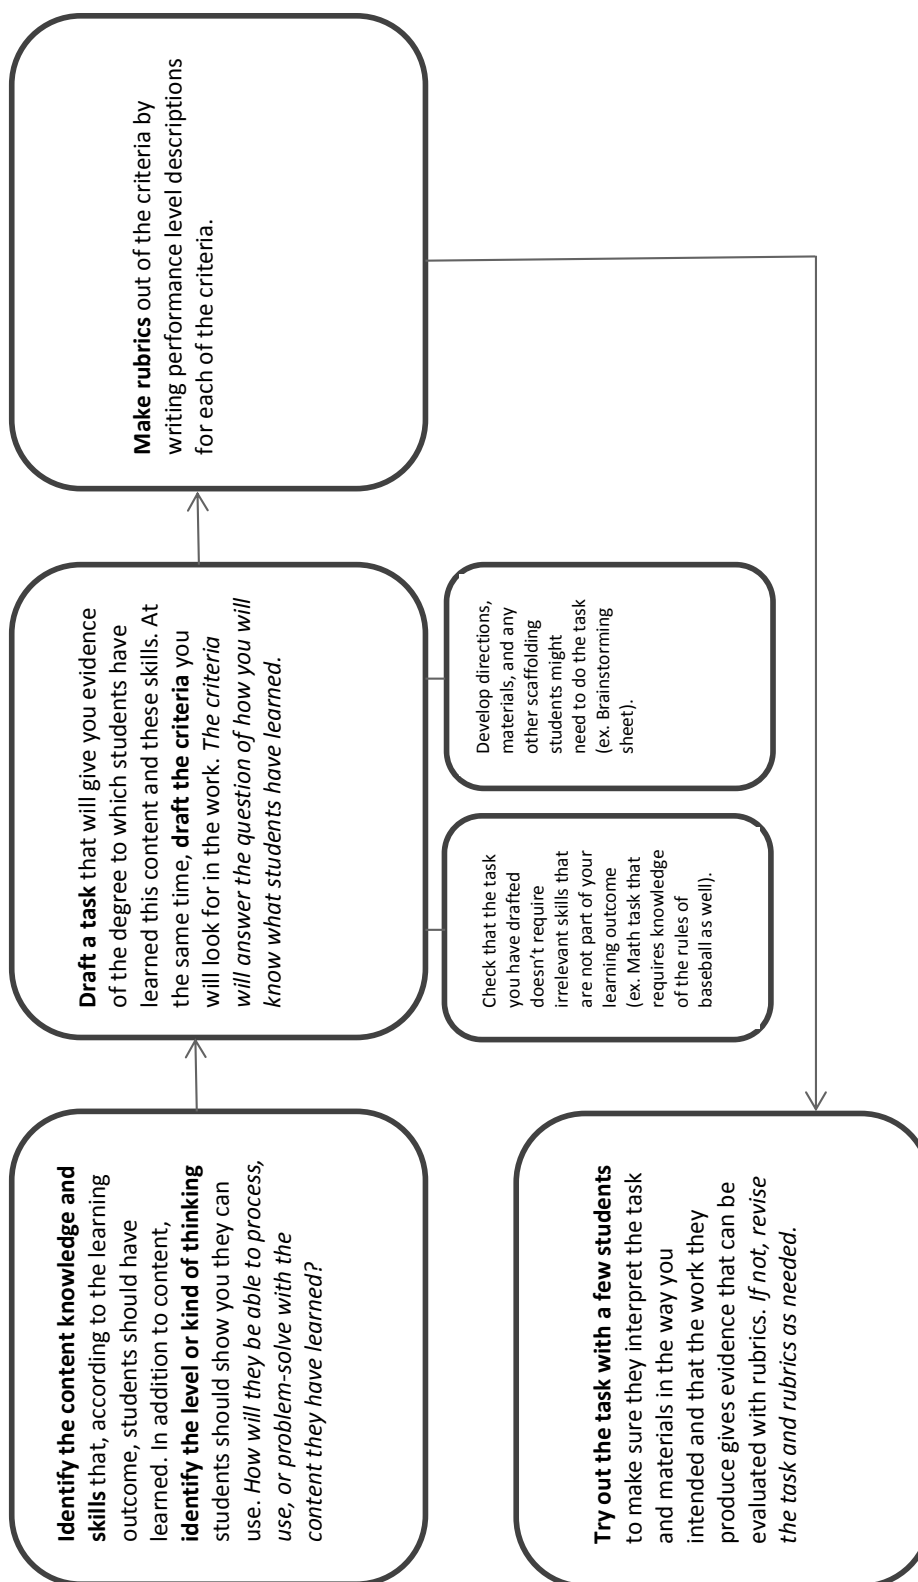 Identify the content knowledge and
skills that, according to the learning
outcome, students should have
learned. In addition to content,
identify the level or kind of thinking
students should show you they can
use. How will they be able to process,
use, or problem-solve with the
content they have learned?
Draft a task that will give you evidence
of the degree to which students have
learned this content and these skills. At
the same time, draft the criteria you
will look for in the work. The criteria
will answer the question of how you will
know what students have learned.
Make rubrics out of the criteria by
writing performance level descriptions
for each of the criteria.
Check that the task
you have drafted
doesn’t require
irrelevant skills that
are not part of your
learning outcome
(ex. Math task that
requires knowledge
of the rules of
baseball as well).
Develop directions,
materials, and any
other scaffolding
students might
need to do the task
(ex. Brainstorming
sheet).
Try out the task with a few students
to make sure they interpret the task
and materials in the way you
intended and that the work they
produce gives evidence that can be
evaluated with rubrics. If not, revise
the task and rubrics as needed.